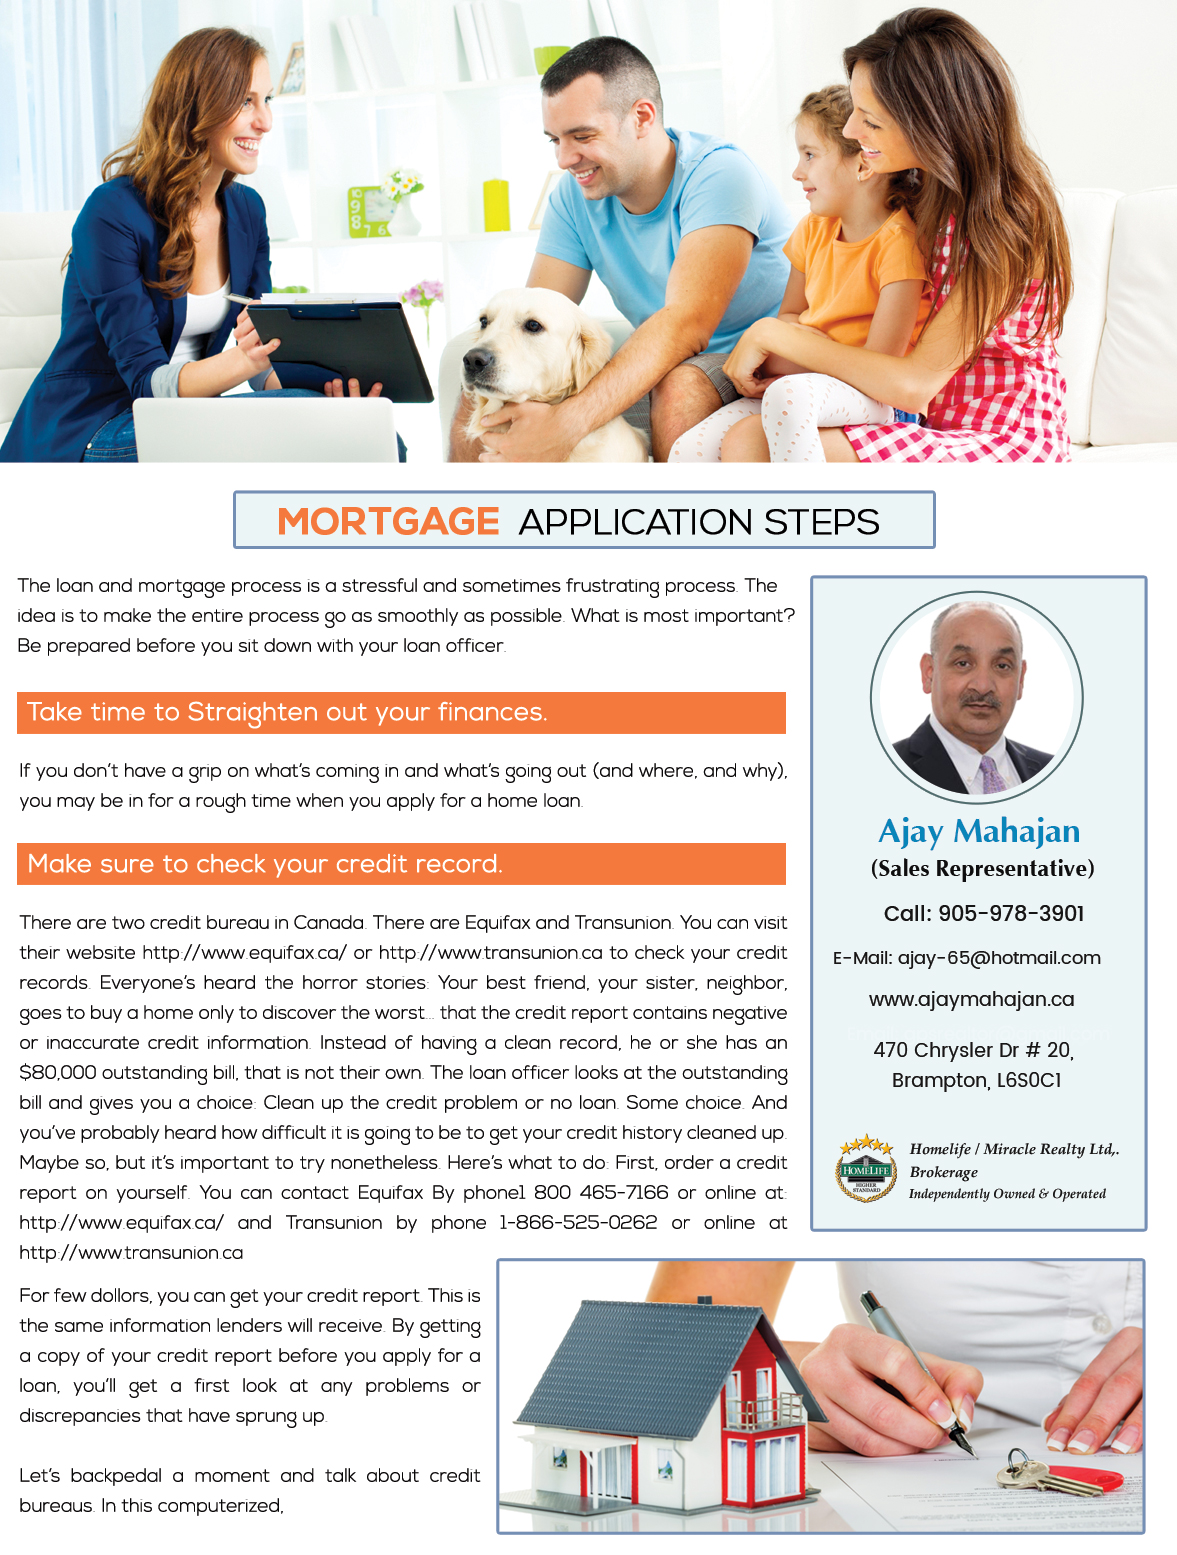 MORTGAGE APPLICATION STEPS
The loan and mortgage process is a stressful and sometimes frustrating process. The
idea is to make the entire process go as smoothly as possible. What is most important?
Be prepared before you sit down with your loan officer.
Take time to Straighten out your finances.
If you don't have a grip on what's coming in and what's going out (and where, and why),
you may be in for a rough time when you apply for a home loan.
Make sure to check your credit record.
There are two credit bureau in Canada. There are Equifax and Transunion. You can visit
their website http://www.equifax.ca/ or http://www.transunion.ca to check your credit
records. Everyone's heard the horror stories: Your best friend, your sister, neighbor,
goes to buy a home only to discover the worst... that the credit report contains negative
or inaccurate credit information. Instead of having a clean record, he or she has an
$80,000 outstanding bill, that is not their own. The loan officer looks at the outstanding
bill and gives you a choice: Clean up the credit problem or no loan. Some choice. And
you've probably heard how difficult it is going to be to get your credit history cleaned up.
Maybe so, but it's important to try nonetheless. Here's what to do: First, order a credit
report on yourself. You can contact Equifax By phone1 800 465-7166 or online at:
http://www.equifax.ca/ and Transunion by phone 1-866-525-0262 or online at
http://www.transunion.ca
For few dollors, you can get your credit report. This is
the same information lenders will receive. By getting
a copy of your credit report before you apply for a
loan, you'll get a first look at any problems or
discrepancies that have sprung up.
Let's backpedal a moment and talk about credit
bureaus. In this computerized,
Ajay Mahajan
(Sales Representative)
Call: 905-978-3901
E-Mail: ajay-65@hotmail.com
www.ajaymahajan.ca
470 Chrysler Dr # 20,
Brampton, L6S0C1
HOMELIFE
HIGHER
STANDARD
Homelife / Miracle Realty Ltd,.
Brokerage
Independently Owned & Operated
10
9
8
7 6